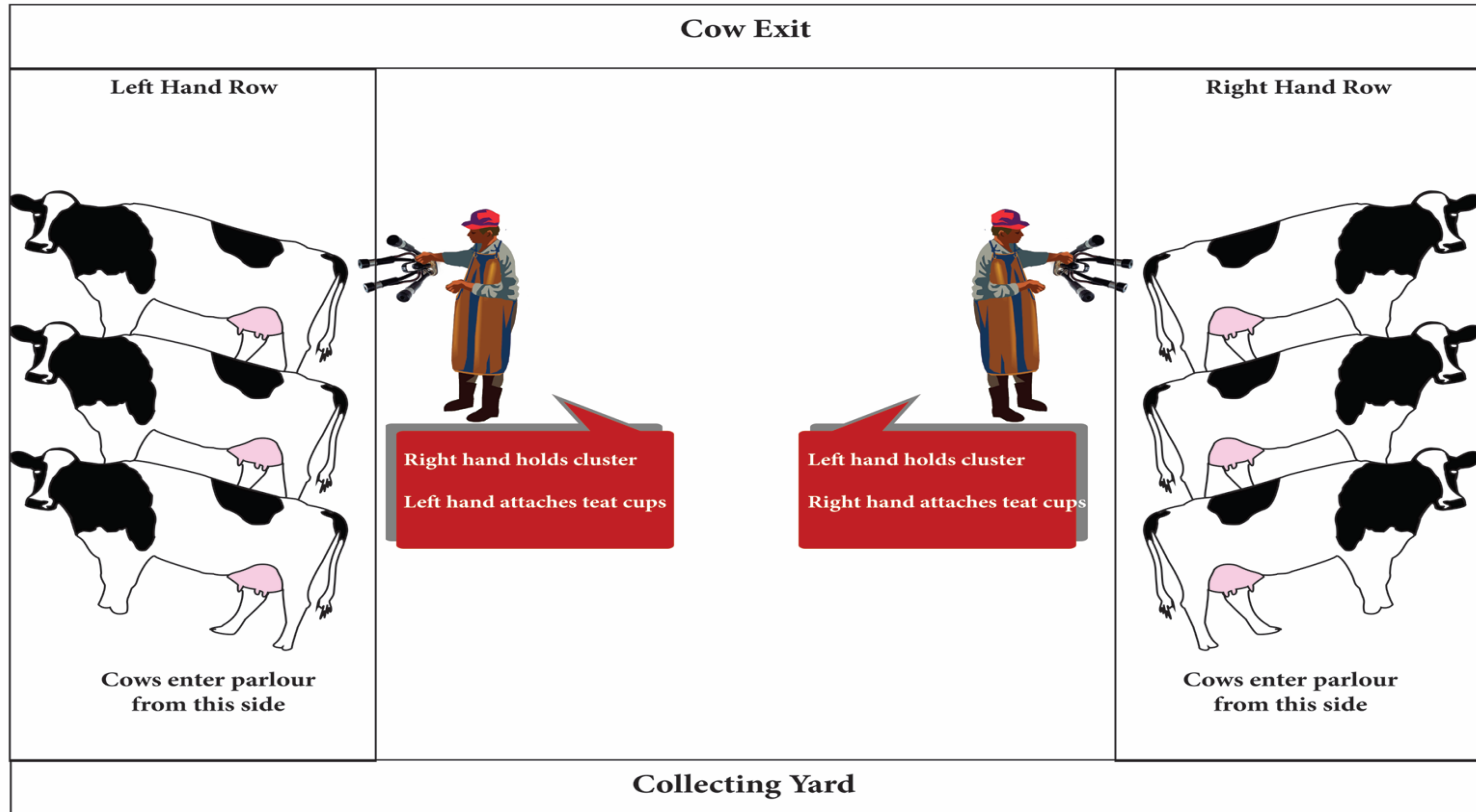 Cow Exit
Left Hand Row
Right Hand Row
Right hand holds cluster
Left hand attaches teat cups
Left hand holds cluster
Right hand attaches teat cups
Cows enter parlour
from this side
Cows enter parlour
from this side
Collecting Yard